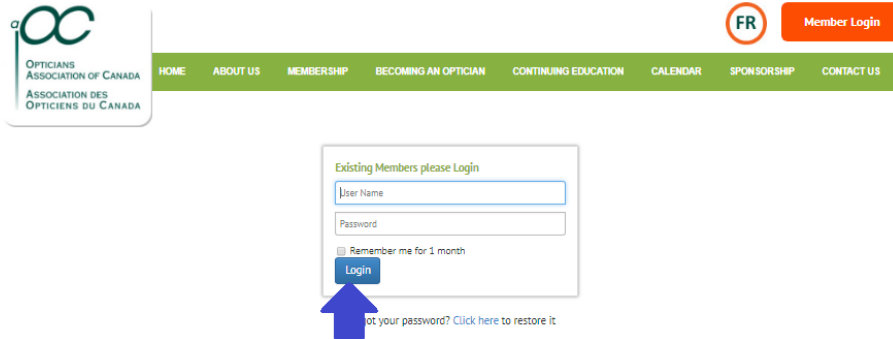 aOC
OPTICIANS
ASSOCIATION OF CANADA
ASSOCIATION DES
OPTICIENS DU CANADA
FR
Member Login
HOME ABOUT US MEMBERSHIP BECOMING AN OPTICIAN CONTINUING EDUCATION CALENDAR SPONSORSHIP CONTACT US
Existing Members please Login
User Name
Password
Remember me for 1 month
Login
your password? Click here to restore it